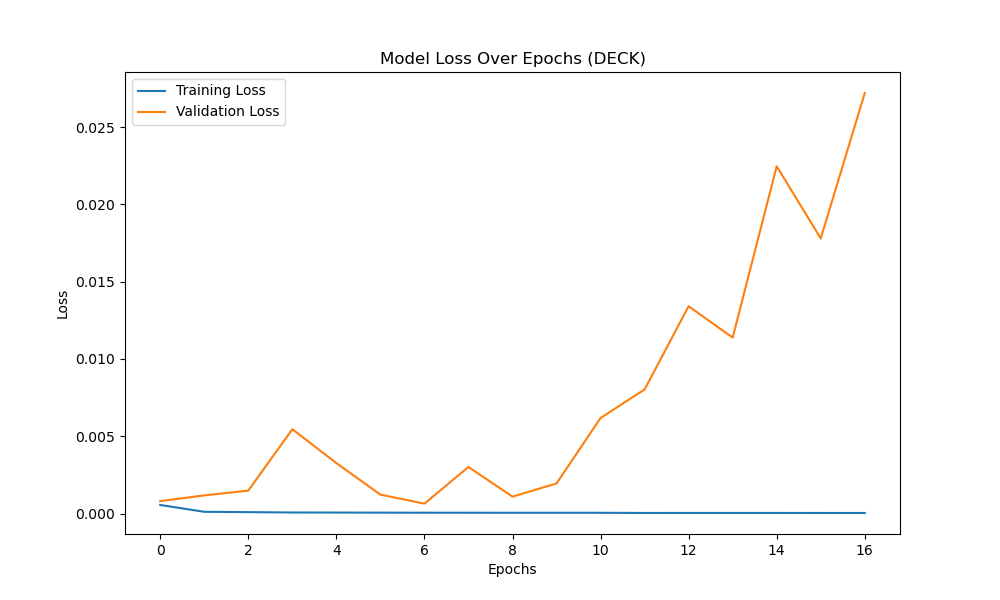 Model Loss Over Epochs (DECK)
Training Loss
Validation Loss
0.025
0.020
0.015
0.010
0.005
0.000
Loss
0 2 4 6 8 10 12 14 16
Epochs